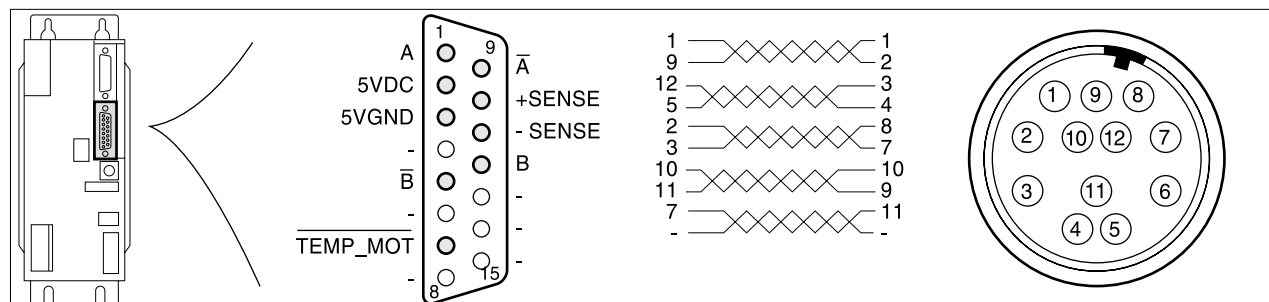 1
9
A
A̅
5VDC
+SENSE
5VGND
- SENSE
-
B
B̅
-
-
-
T̅E̅M̅P̅_̅M̅O̅T̅
-
-
8
15
1 1
9 2
12 3
5 4
2 8
3 7
10 10
11 9
7 11
- -
1 9 8
2 10 12 7
3 11 6
4 5